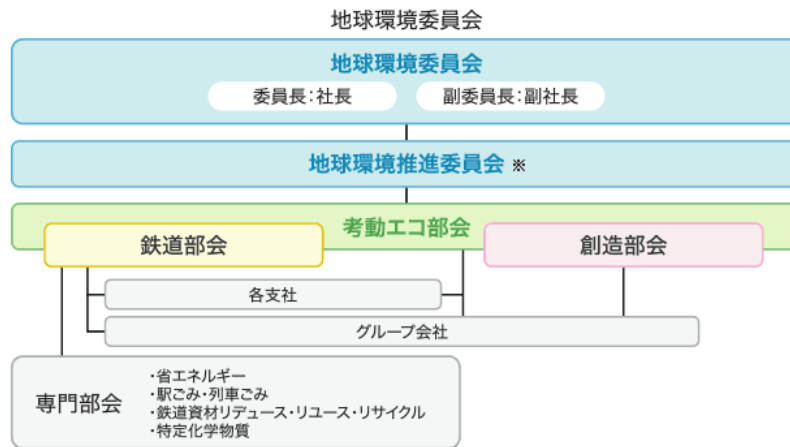 地球環境委員会
地球環境委員会
委員長:社長
副委員長:副社長
地球環境推進委員会 ※
考動エコ部会
鉄道部会
創造部会
各支社
グループ会社
専門部会
・省エネルギー
・駅ごみ・列車ごみ
・鉄道資材リデュース・リユース・リサイクル
・特定化学物質